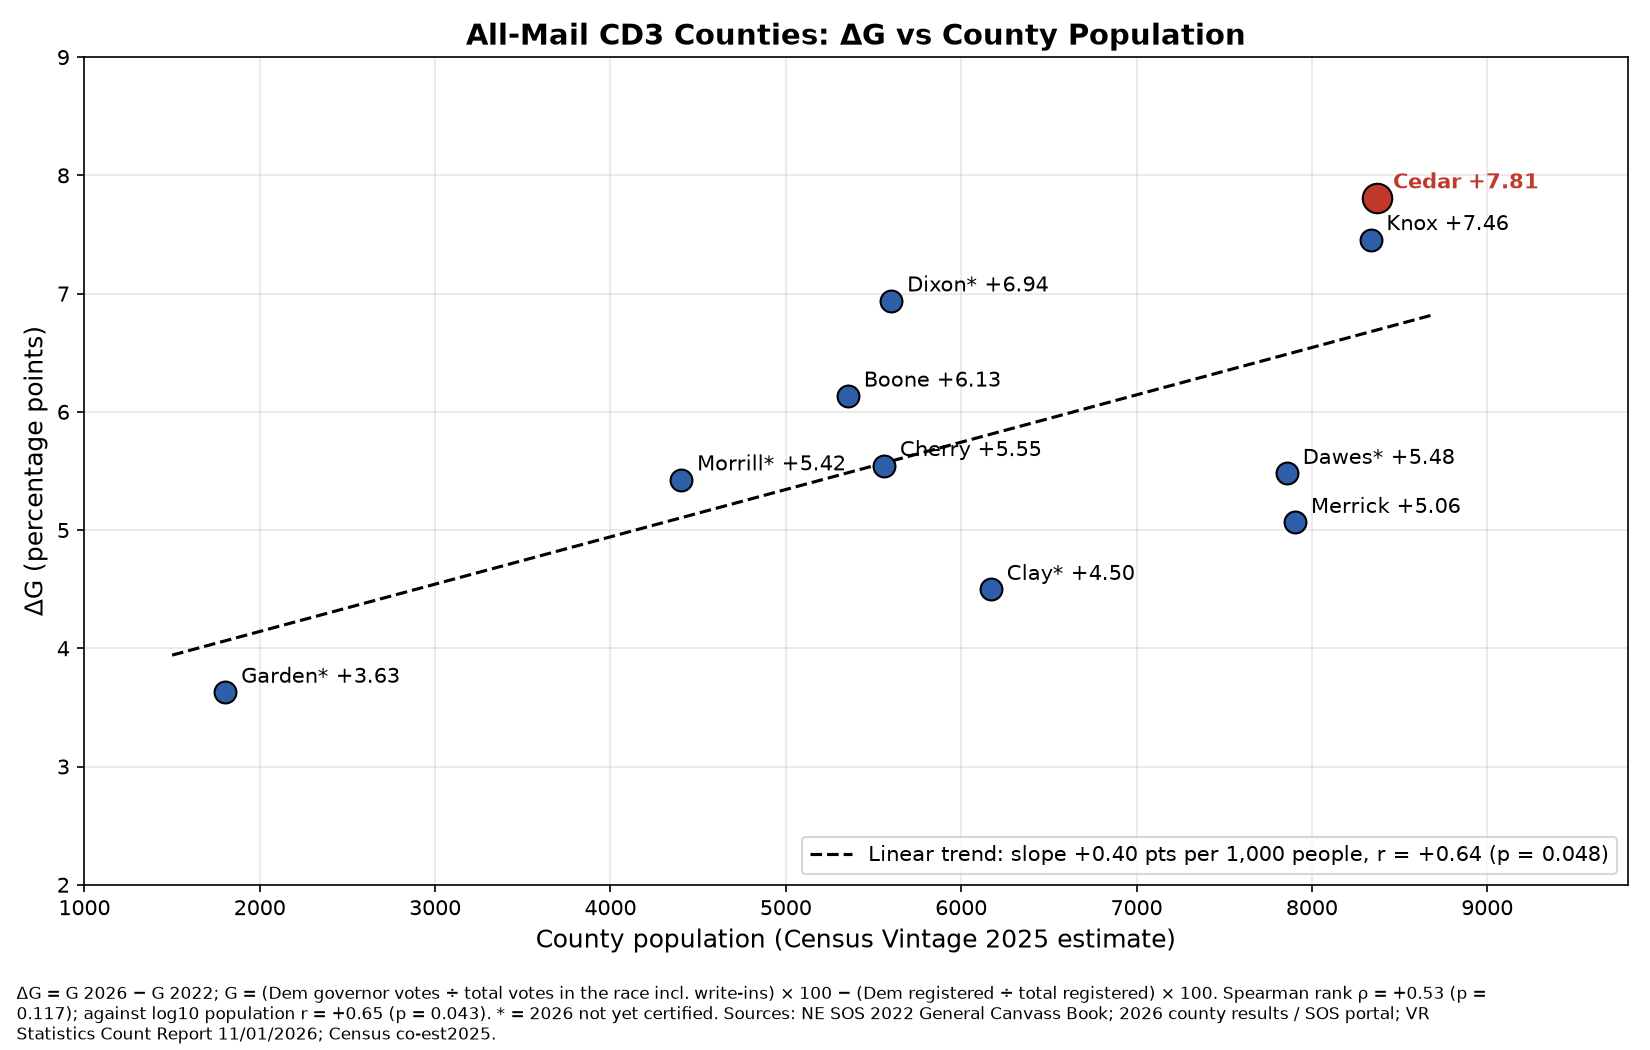 All-Mail CD3 Counties: ΔG vs County Population
ΔG (percentage points)
9
8
7
6
5
4
3
2
Cedar +7.81
Knox +7.46
Dixon* +6.94
Boone +6.13
Cherry +5.55
Morrill* +5.42
Dawes* +5.48
Merrick +5.06
Clay* +4.50
Garden* +3.63
Linear trend: slope +0.40 pts per 1,000 people, r = +0.64 (p = 0.048)
1000 2000 3000 4000 5000 6000 7000 8000 9000
County population (Census Vintage 2025 estimate)
ΔG = G 2026 − G 2022; G = (Dem governor votes ÷ total votes in the race incl. write-ins) × 100 − (Dem registered ÷ total registered) × 100. Spearman rank ρ = +0.53 (p =
0.117); against log10 population r = +0.65 (p = 0.043). * = 2026 not yet certified. Sources: NE SOS 2022 General Canvass Book; 2026 county results / SOS portal; VR
Statistics Count Report 11/01/2026; Census co-est2025.